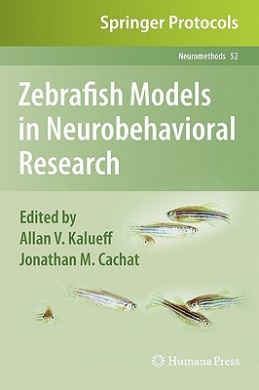 Springer Protocols
Neuromethods 52
Zebrafish Models
in Neurobehavioral
Research
Edited by
Allan V. Kalueff
Jonathan M. Cachat
Humana Press